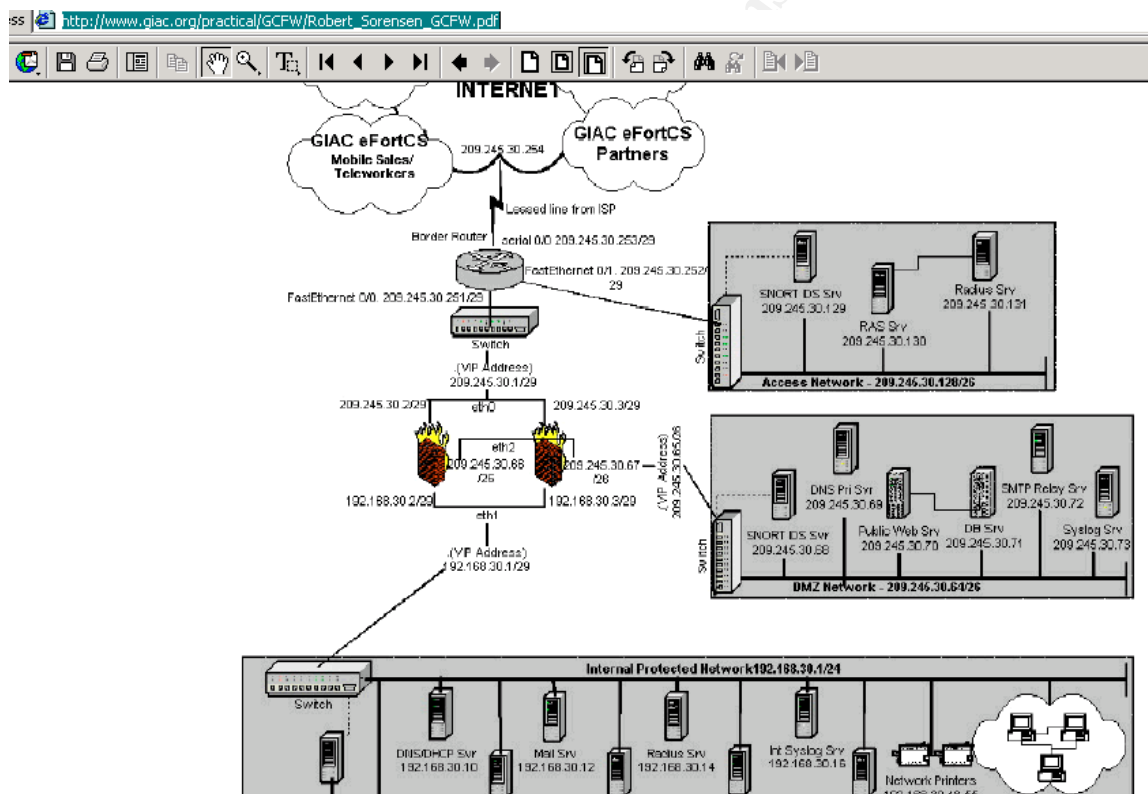 ess http://www.giac.org/practical/GCFW/Robert_Sorensen_GCFW.pdf
INTERNET
GIAC eFortCS
Mobile Sales/
Teleworkers
209.245.30.254
GIAC eFortCS
Partners
Leased line from ISP
Border Router
serial 0/0 209.245.30.253/29
FastEthernet 0/1. 209.245.30.252/
29
FastEthernet 0/0. 209.245.30.251/29
Switch
.(VIP Address)
209.245.30.1/29
209.245.30.2/29
eth0
209.245.30.3/29
eth2
209.245.30.66
/26
209.245.30.67
/26
192.168.30.2/29
192.168.30.3/29
eth1
.(VIP Address)
192.168.30.1/29
(VIP Address)
209.245.30.65/26
Switch
SNORT IDS Srv
209.245.30.129
RAS Srv
209.245.30.130
Radius Srv
209.245.30.131
Access Network - 209.245.30.128/26
Switch
SNORT IDS Svr
209.245.30.68
DNS Pri Svr
209.245.30.69
Public Web Srv
209.245.30.70
DB Srv
209.245.30.71
SMTP Relay Srv
209.245.30.72
Syslog Srv
209.245.30.73
DMZ Network - 209.245.30.64/26
Internal Protected Network192.168.30.1/24
Switch
DNS/DHCP Svr
192.168.30.10
Mail Srv
192.168.30.12
Radius Srv
192.168.30.14
Int Syslog Srv
192.168.30.16
Network Printers